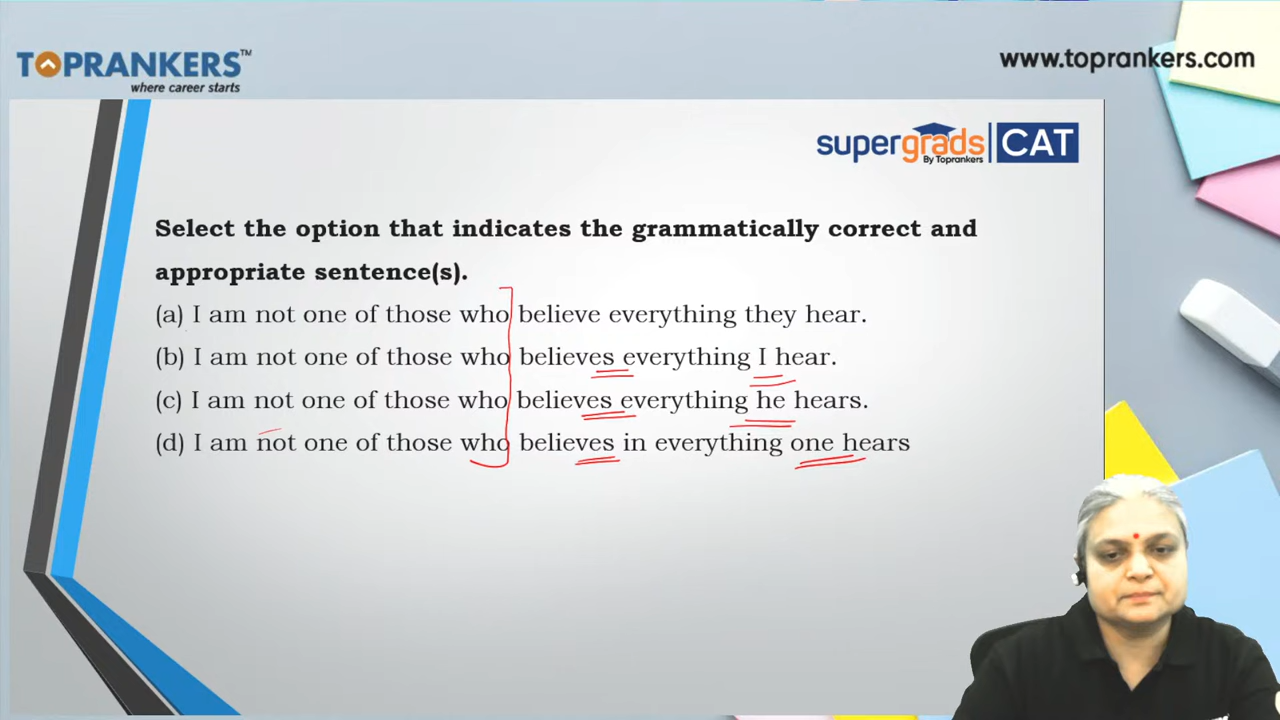 TOPRANKERS™
where career starts
www.toprankers.com
supergrads | CAT
By Toprankers
Select the option that indicates the grammatically correct and
appropriate sentence(s).
(a) I am not one of those who believe everything they hear.
(b) I am not one of those who believes everything I hear.
(c) I am not one of those who believes everything he hears.
(d) I am not one of those who believes in everything one hears